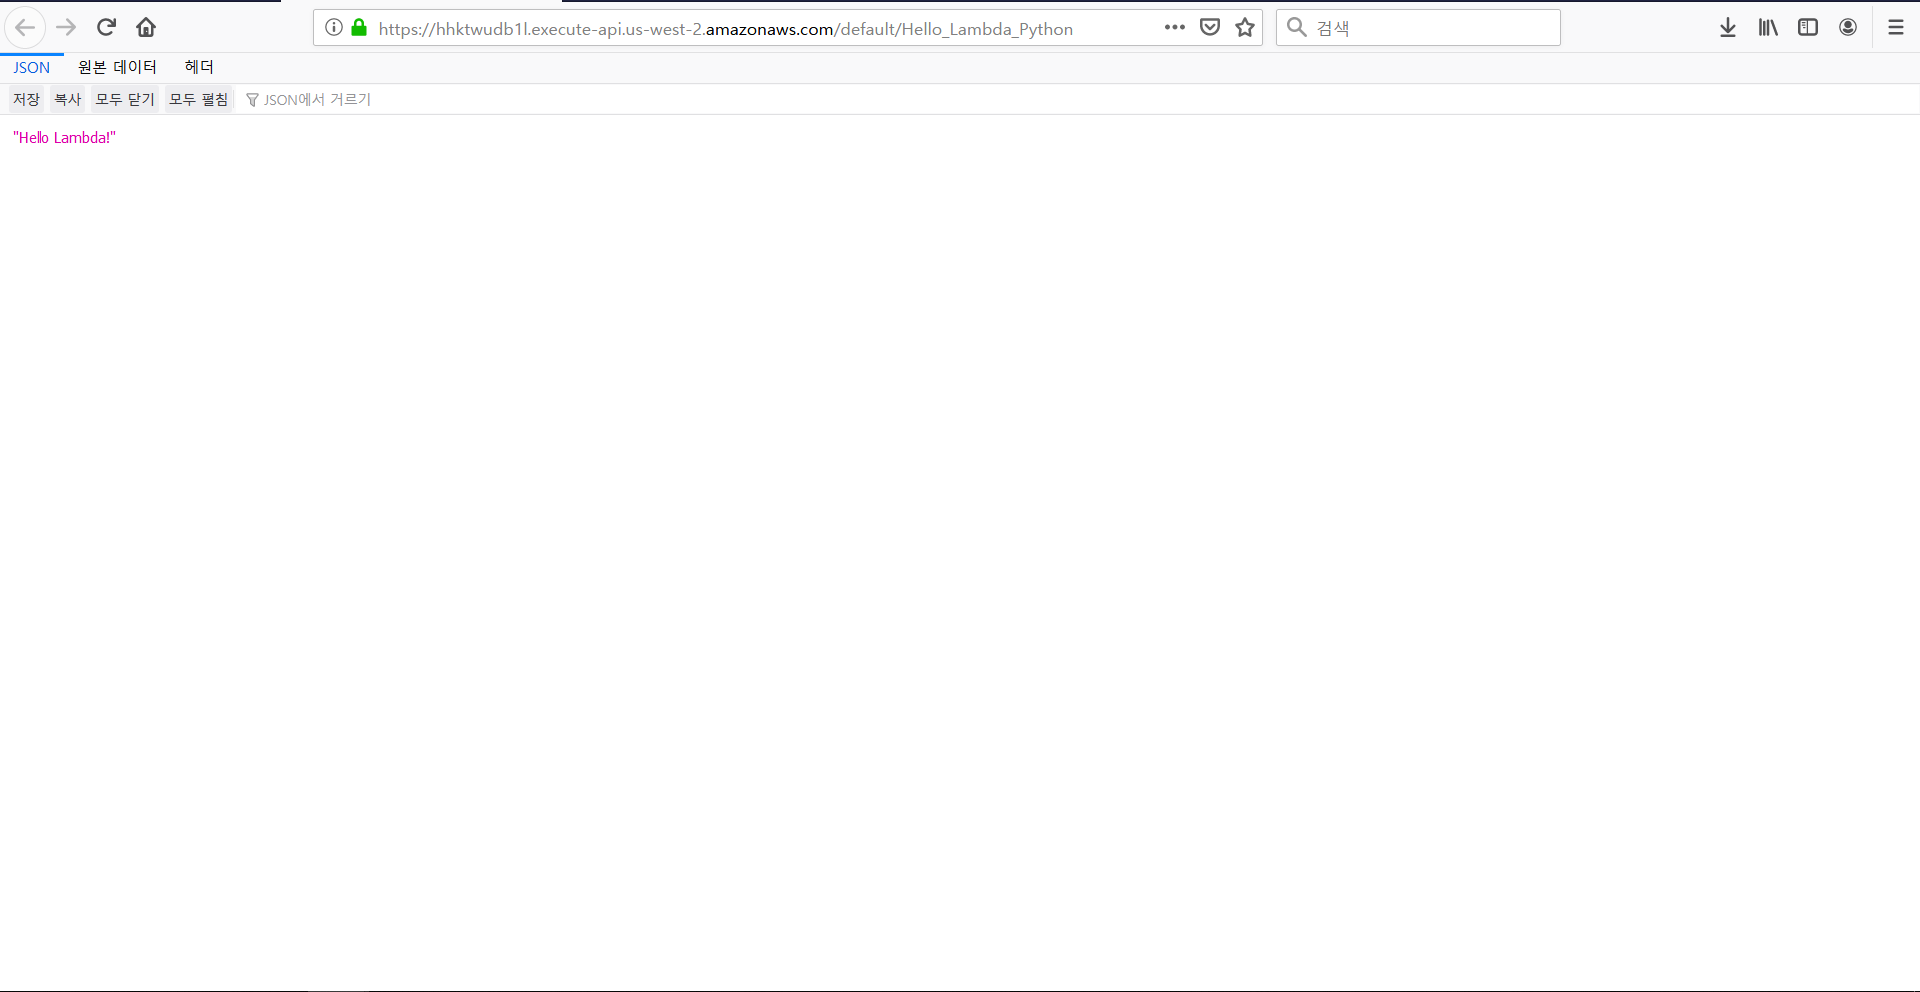 https://hhktwudb1l.execute-api.us-west-2.amazonaws.com/default/Hello_Lambda_Python
검색
JSON 원본 데이터 헤더
저장 복사 모두 닫기 모두 펼침 JSON에서 거르기
"Hello Lambda!"